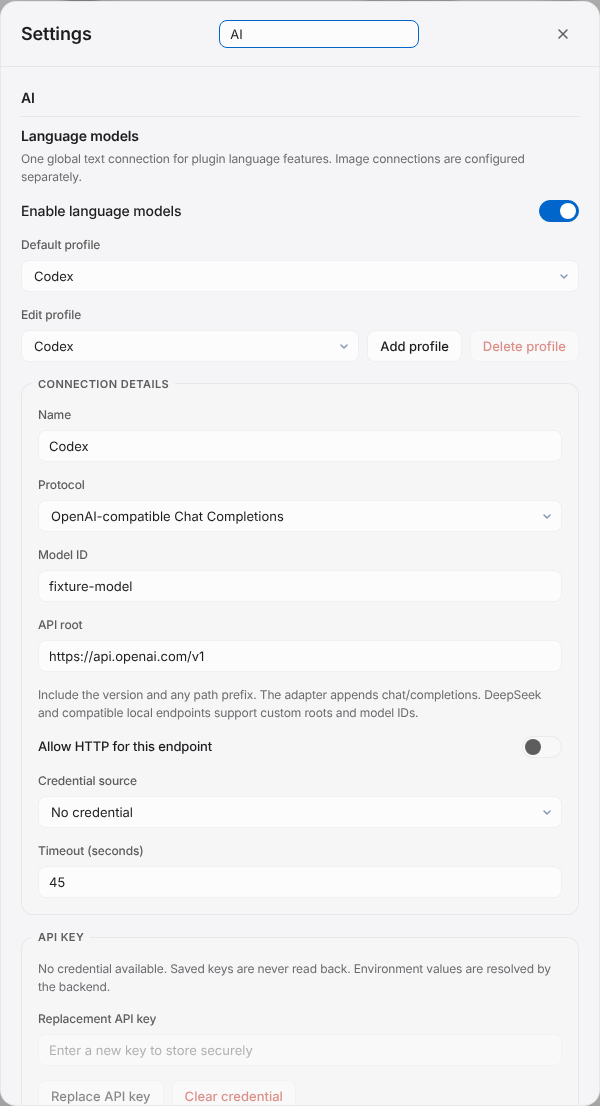 Settings
AI
AI
Language models
One global text connection for plugin language features. Image connections are configured
separately.
Enable language models
Default profile
Codex
Edit profile
Codex
Add profile
Delete profile
CONNECTION DETAILS
Name
Codex
Protocol
OpenAI-compatible Chat Completions
Model ID
fixture-model
API root
https://api.openai.com/v1
Include the version and any path prefix. The adapter appends chat/completions. DeepSeek
and compatible local endpoints support custom roots and model IDs.
Allow HTTP for this endpoint
Credential source
No credential
Timeout (seconds)
45
API KEY
No credential available. Saved keys are never read back. Environment values are resolved by
the backend.
Replacement API key
Enter a new key to store securely
Replace API key
Clear credential